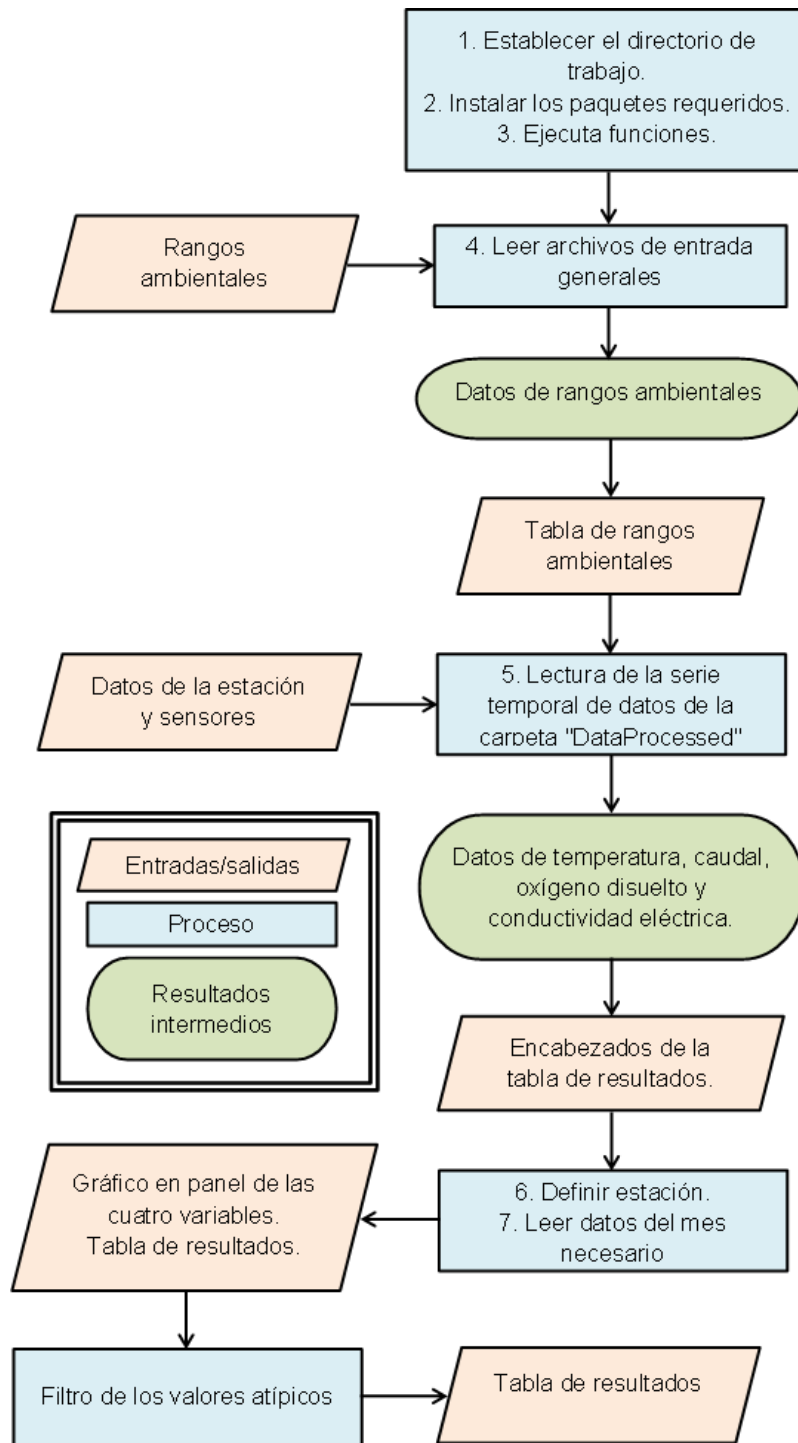 1. Establecer el directorio de
trabajo.
2. Instalar los paquetes requeridos.
3. Ejecuta funciones.
Rangos
ambientales
4. Leer archivos de entrada
generales
Datos de rangos ambientales
Tabla de rangos
ambientales
Datos de la estación
y sensores
5. Lectura de la serie
temporal de datos de la
carpeta "DataProcessed"
Entradas/salidas
Proceso
Resultados
intermedios
Datos de temperatura, caudal,
oxígeno disuelto y
conductividad eléctrica.
Encabezados de la
tabla de resultados.
6. Definir estación.
7. Leer datos del mes
necesario
Gráfico en panel de las
cuatro variables.
Tabla de resultados.
Filtro de los valores atípicos
Tabla de resultados